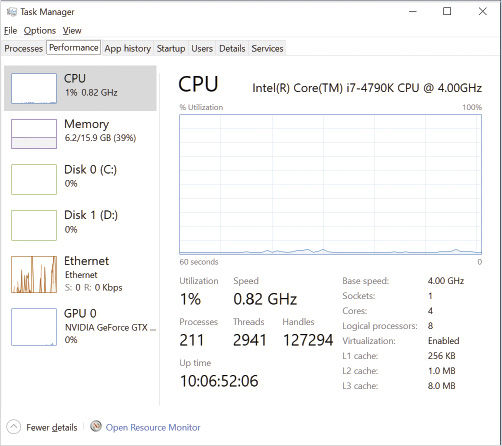 Task Manager
File Options View
Processes Performance App history Startup Users Details Services
CPU
1% 0.82 GHz
Memory
6.2/15.9 GB (39%)
Disk 0 (C:)
0%
Disk 1 (D:)
0%
Ethernet
Ethernet
S: 0 R: 0 Kbps
GPU 0
NVIDIA GeForce GTX ...
0%
CPU Intel(R) Core(TM) i7-4790K CPU @ 4.00GHz
% Utilization 100%
60 seconds 0
Utilization Speed
1% 0.82 GHz
Processes Threads Handles
211 2941 127294
Up time
10:06:52:06
Base speed: 4.00 GHz
Sockets: 1
Cores: 4
Logical processors: 8
Virtualization: Enabled
L1 cache: 256 KB
L2 cache: 1.0 MB
L3 cache: 8.0 MB
Fewer details Open Resource Monitor